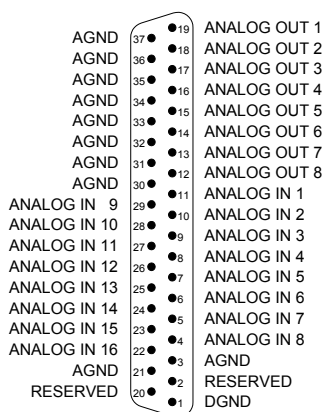 19 ANALOG OUT 1
AGND 37
18 ANALOG OUT 2
AGND 36
17 ANALOG OUT 3
AGND 35
16 ANALOG OUT 4
AGND 34
15 ANALOG OUT 5
AGND 33
14 ANALOG OUT 6
AGND 32
13 ANALOG OUT 7
AGND 31
12 ANALOG OUT 8
AGND 30
11 ANALOG IN 1
ANALOG IN 9 29
10 ANALOG IN 2
ANALOG IN 10 28
9 ANALOG IN 3
ANALOG IN 11 27
8 ANALOG IN 4
ANALOG IN 12 26
7 ANALOG IN 5
ANALOG IN 13 25
6 ANALOG IN 6
ANALOG IN 14 24
5 ANALOG IN 7
ANALOG IN 15 23
4 ANALOG IN 8
ANALOG IN 16 22
3 AGND
AGND 21
2 RESERVED
RESERVED 20
1 DGND